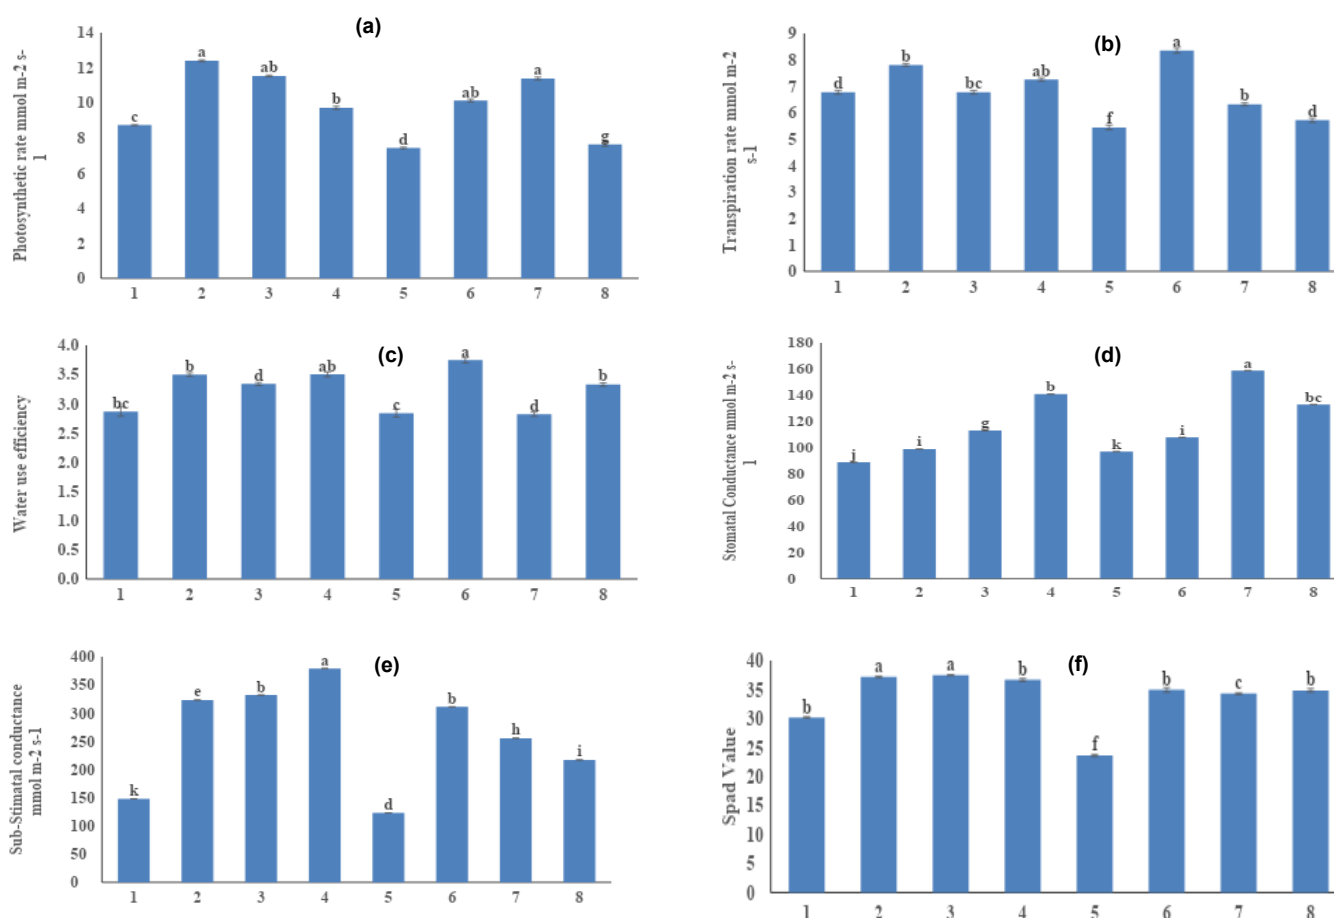 (a)
Photosynthetic rate mmol m-2 s-
1
14
12
10
8
6
4
2
0
c
a
ab
b
d
ab
a
g
1 2 3 4 5 6 7 8
(b)
Transpiration rate mmol m-2
s-1
9
8
7
6
5
4
3
2
1
0
d
b
bc
ab
f
a
b
d
1 2 3 4 5 6 7 8
(c)
Water use efficiency
4.0
3.5
3.0
2.5
2.0
1.5
1.0
0.5
0.0
bc
b
d
ab
c
a
d
b
1 2 3 4 5 6 7 8
(d)
Stomatal Conductance mmol m-2 s-
1
180
160
140
120
100
80
60
40
20
0
j
i
g
b
k
i
a
bc
1 2 3 4 5 6 7 8
(e)
Sub-Stimatal conductance
mmol m-2 s-1
400
350
300
250
200
150
100
50
0
k
e
b
a
d
b
h
i
1 2 3 4 5 6 7 8
(f)
Spad Value
40
35
30
25
20
15
10
5
0
b
a
a
b
f
b
c
b
1 2 3 4 5 6 7 8